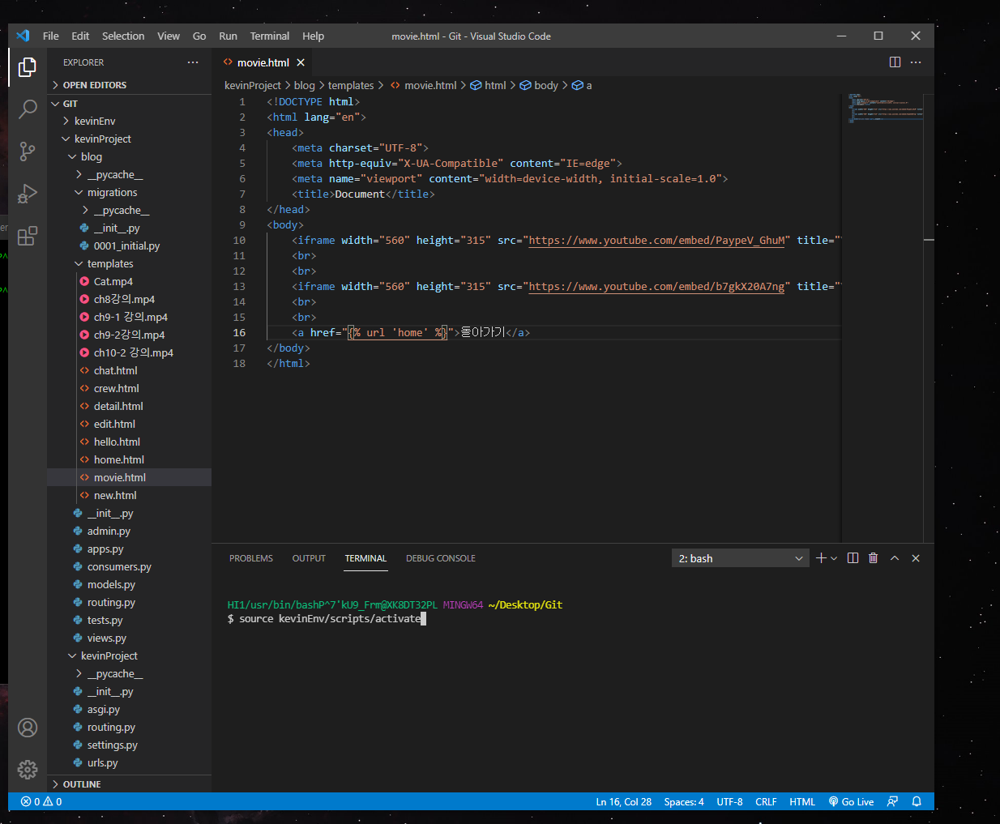 File Edit Selection View Go Run Terminal Help movie.html - Git - Visual Studio Code
EXPLORER
OPEN EDITORS
GIT
kevinEnv
kevinProject
blog
__pycache__
migrations
__pycache__
__init__.py
0001_initial.py
templates
Cat.mp4
ch8강의.mp4
ch9-1 강의.mp4
ch9-2강의.mp4
ch10-2 강의.mp4
chat.html
crew.html
detail.html
edit.html
hello.html
home.html
movie.html
new.html
__init__.py
admin.py
apps.py
consumers.py
models.py
routing.py
tests.py
views.py
kevinProject
__pycache__
__init__.py
asgi.py
routing.py
settings.py
urls.py
OUTLINE
movie.html
kevinProject > blog > templates > movie.html > html > body > a
1 <!DOCTYPE html>
2 <html lang="en">
3 <head>
4 <meta charset="UTF-8">
5 <meta http-equiv="X-UA-Compatible" content="IE=edge">
6 <meta name="viewport" content="width=device-width, initial-scale=1.0">
7 <title>Document</title>
8 </head>
9 <body>
10 <iframe width="560" height="315" src="https://www.youtube.com/embed/PaypeV_GhuM" title="
11 <br>
12 <br>
13 <iframe width="560" height="315" src="https://www.youtube.com/embed/b7gkX20A7ng" title="
14 <br>
15 <br>
16 <a href="{% url 'home' %}">돌아가기</a>
17 </body>
18 </html>
PROBLEMS OUTPUT TERMINAL DEBUG CONSOLE 2: bash
HI1/usr/bin/bashP^7'kU9_Frm@XK8DT32PL MINGW64 ~/Desktop/Git
$ source kevinEnv/scripts/activate
0 0 Ln 16, Col 28 Spaces: 4 UTF-8 CRLF HTML Go Live